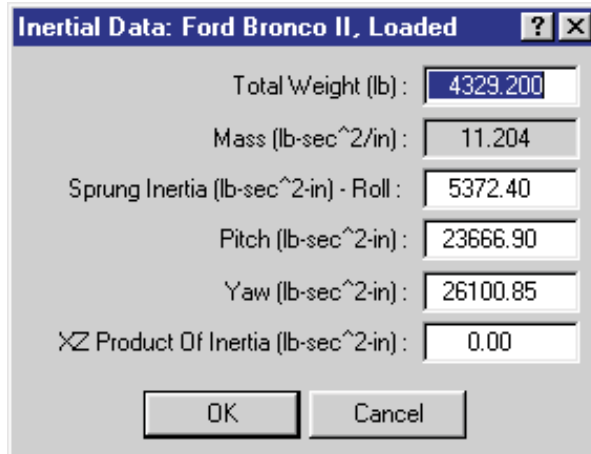 Inertial Data: Ford Bronco II, Loaded ? X
Total Weight (lb) : 4329.200
Mass (lb-sec^2/in) : 11.204
Sprung Inertia (lb-sec^2-in) - Roll : 5372.40
Pitch (lb-sec^2-in) : 23666.90
Yaw (lb-sec^2-in) : 26100.85
XZ Product Of Inertia (lb-sec^2-in) : 0.00
OK Cancel